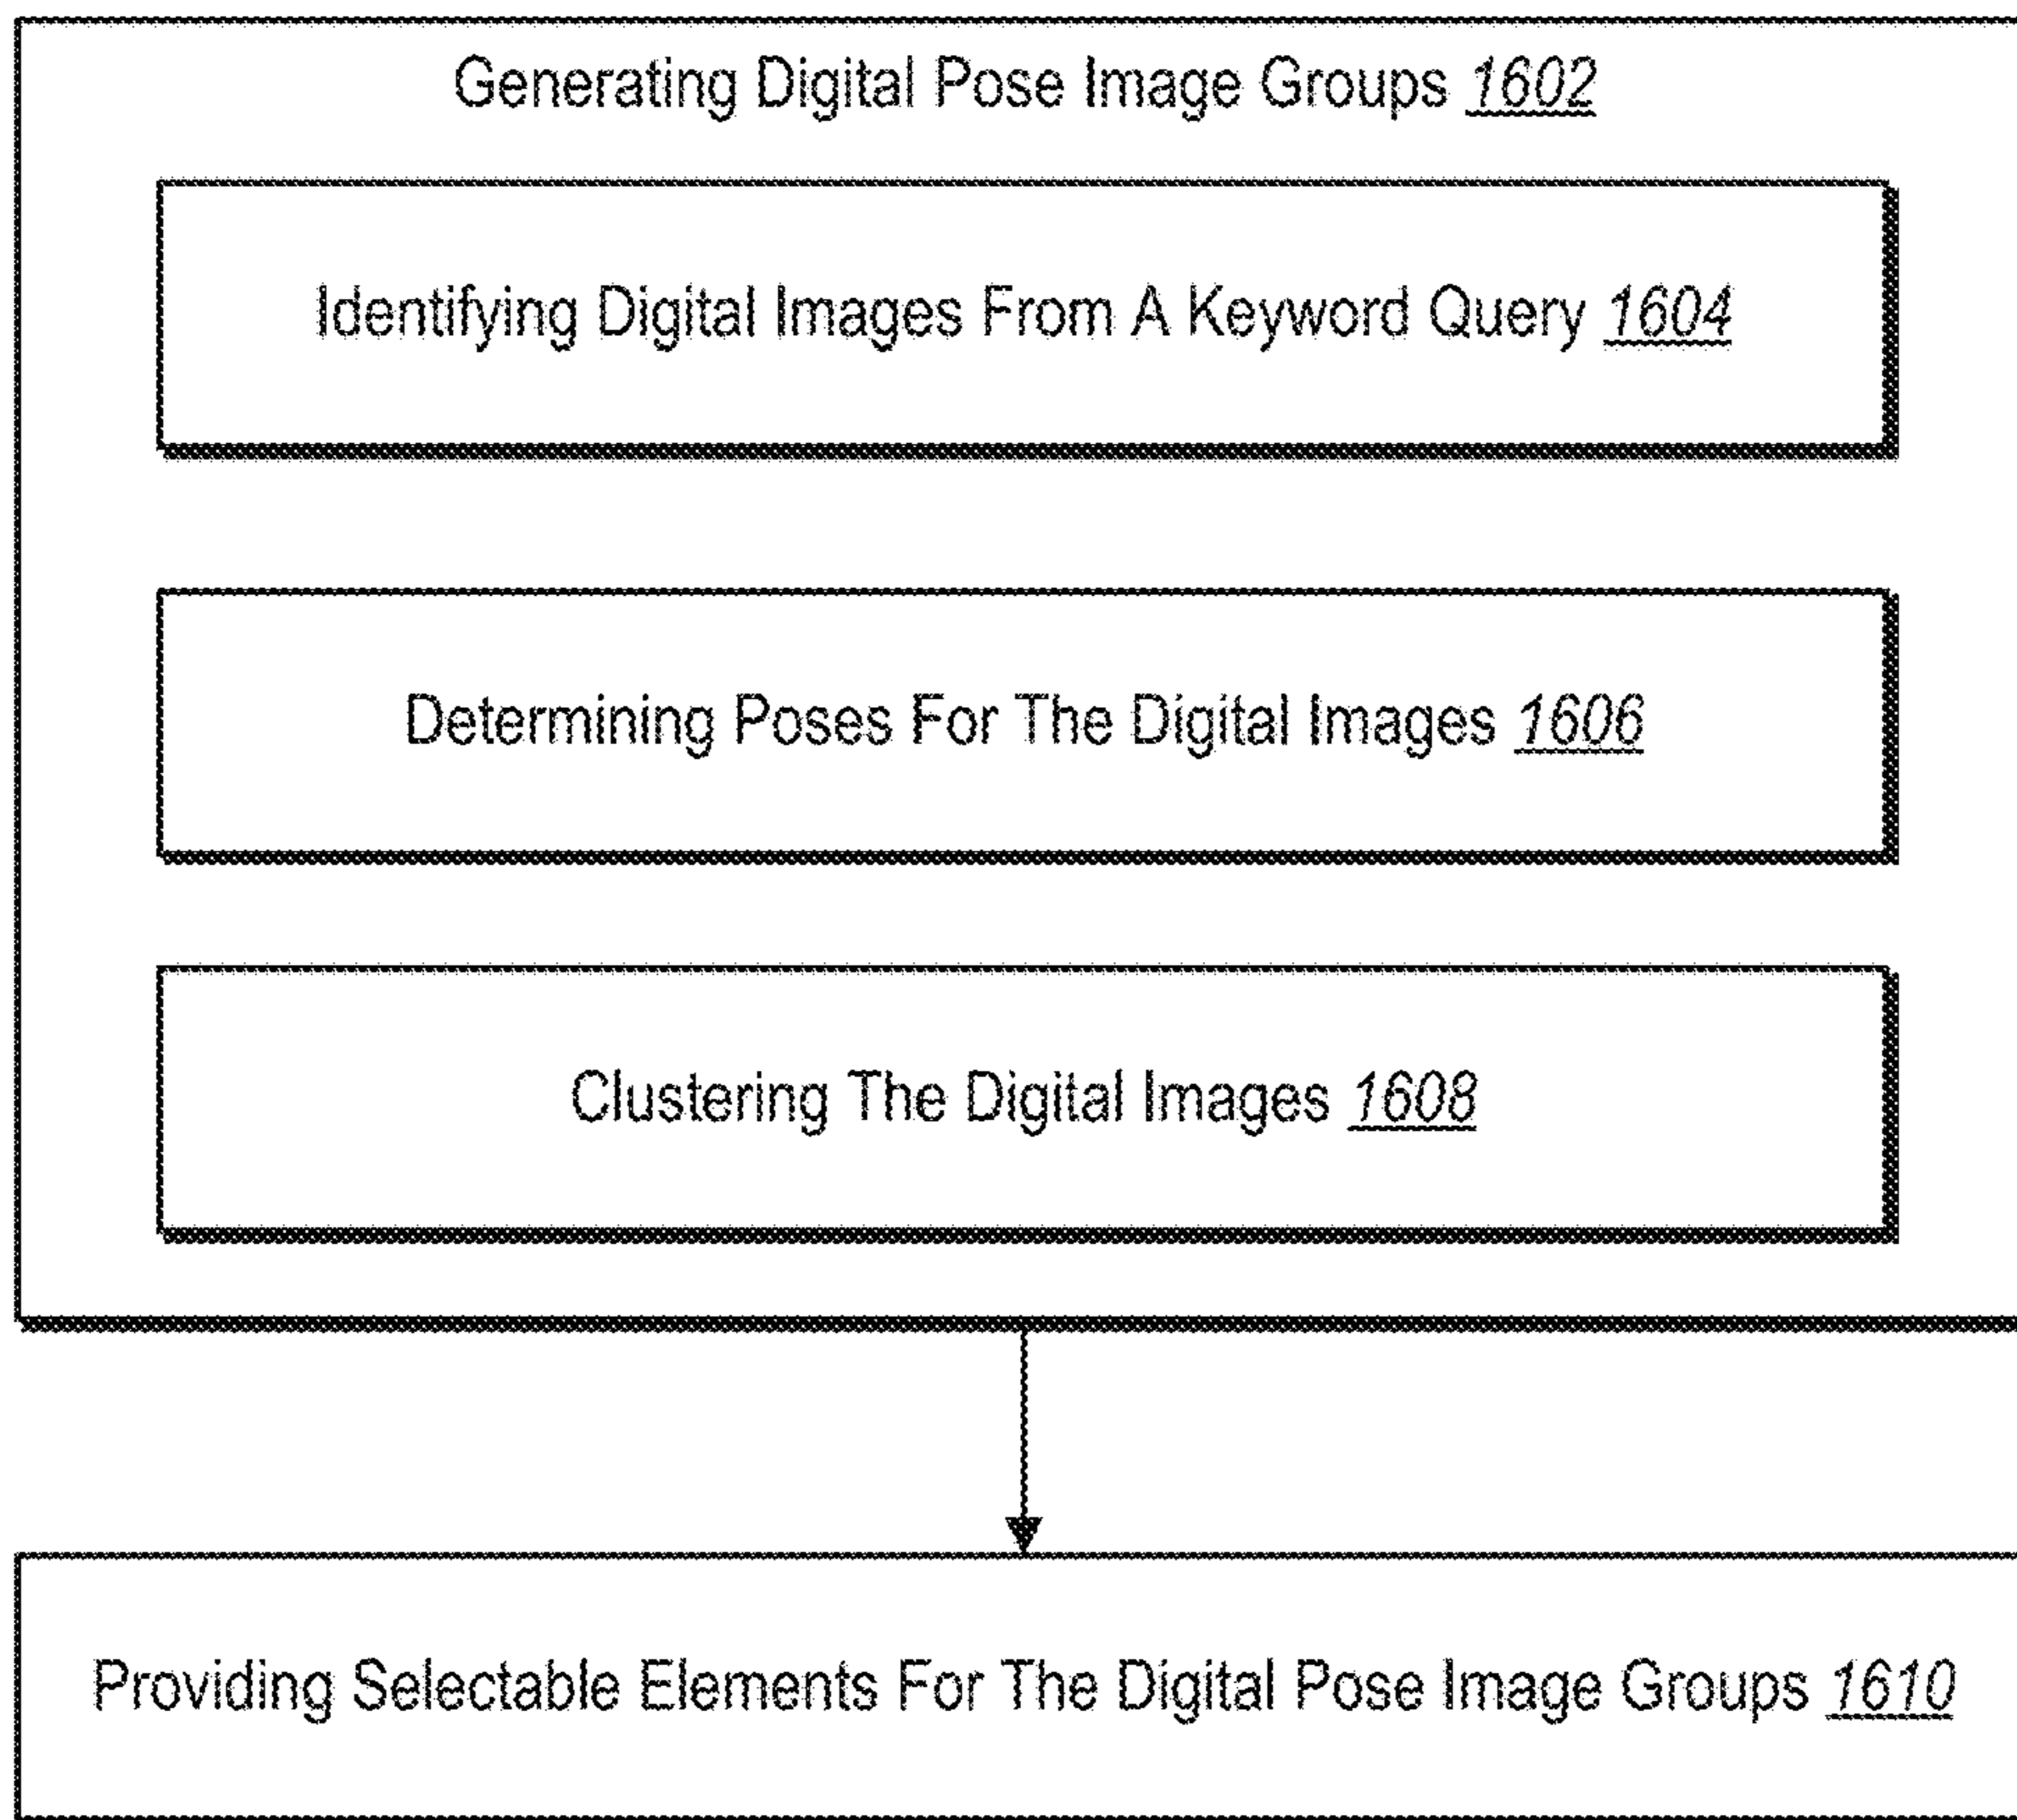 Generating Digital Pose Image Groups 1602
Identifying Digital Images From A Keyword Query 1604
Determining Poses For The Digital Images 1606
Clustering The Digital Images 1608
Providing Selectable Elements For The Digital Pose Image Groups 1610